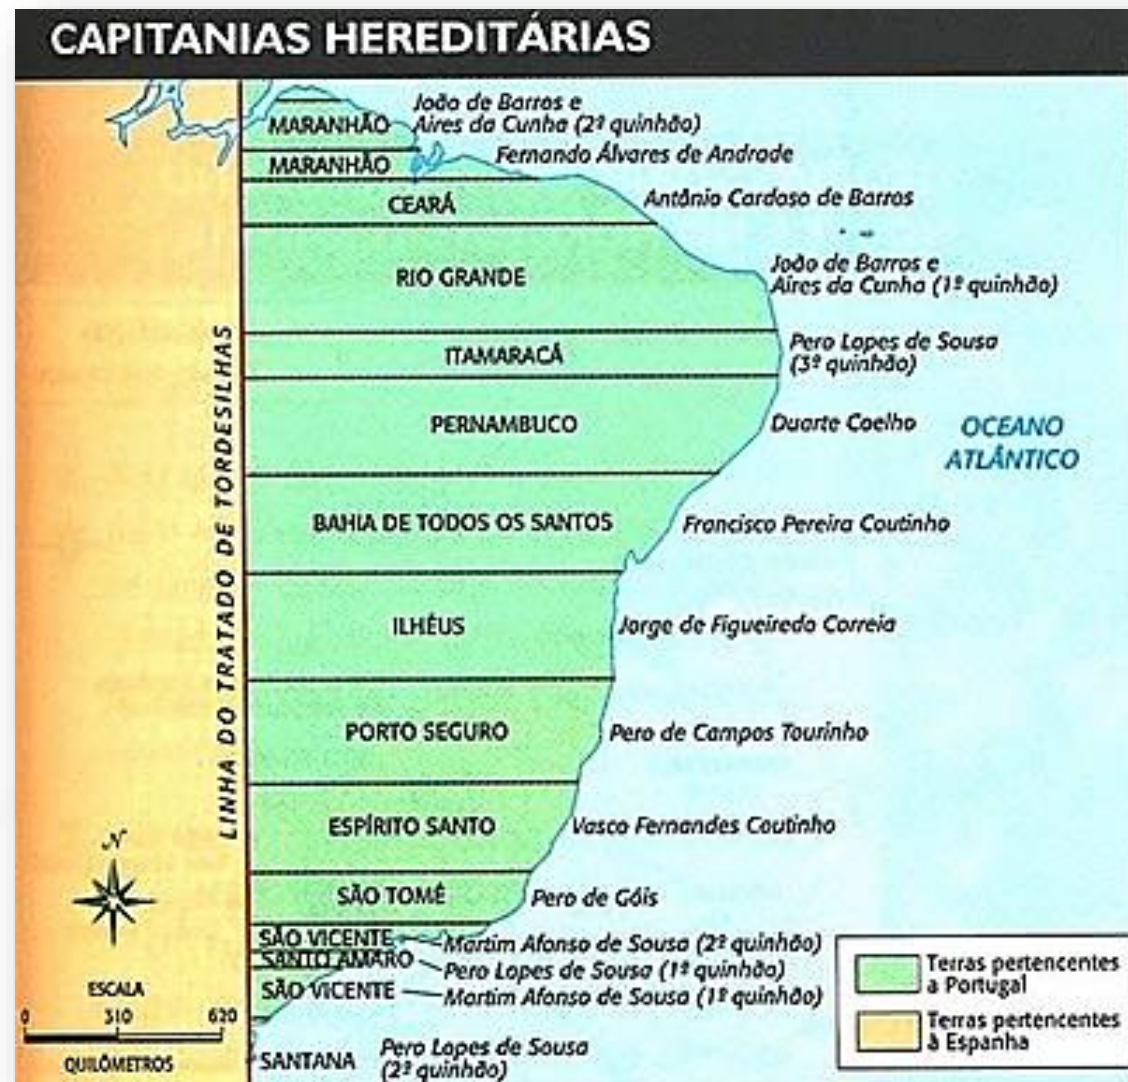 CAPITANIAS HEREDITÁRIAS
João de Barros e
Aires da Cunha (2º quinhão)
MARANHÃO
Fernando Álvares de Andrade
MARANHÃO
Antônio Cardoso de Barros
CEARÁ
João de Barros e
Aires da Cunha (1º quinhão)
RIO GRANDE
Pero Lopes de Sousa
(3º quinhão)
ITAMARACÁ
PERNAMBUCO
Duarte Coelho
OCEANO
ATLÂNTICO
LINHA DO TRATADO DE TORDESILHAS
BAHIA DE TODOS OS SANTOS
Francisco Pereira Coutinho
ILHÉUS
Jorge de Figueiredo Correia
PORTO SEGURO
Pero de Campos Tourinho
ESPÍRITO SANTO
Vasco Fernandes Coutinho
N
SÃO TOMÉ
Pero de Góis
SÃO VICENTE
Martim Afonso de Sousa (2º quinhão)
SANTO AMARO
Pero Lopes de Sousa (1º quinhão)
SÃO VICENTE
Martim Afonso de Sousa (1º quinhão)
SANTANA
Pero Lopes de Sousa
(2º quinhão)
ESCALA
0 310 620
QUILÔMETROS
Terras pertencentes
a Portugal
Terras pertencentes
à Espanha